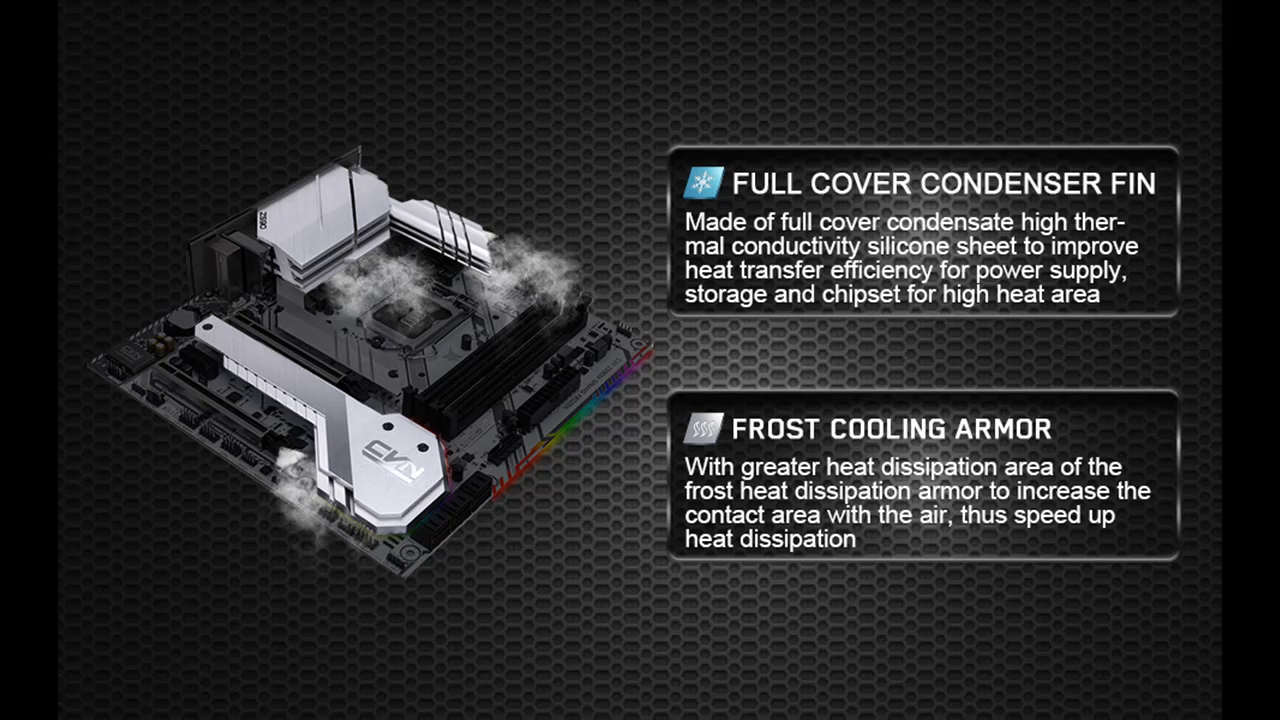 FULL COVER CONDENSER FIN
Made of full cover condensate high ther-
mal conductivity silicone sheet to improve
heat transfer efficiency for power supply,
storage and chipset for high heat area
FROST COOLING ARMOR
With greater heat dissipation area of the
frost heat dissipation armor to increase the
contact area with the air, thus speed up
heat dissipation
CVN